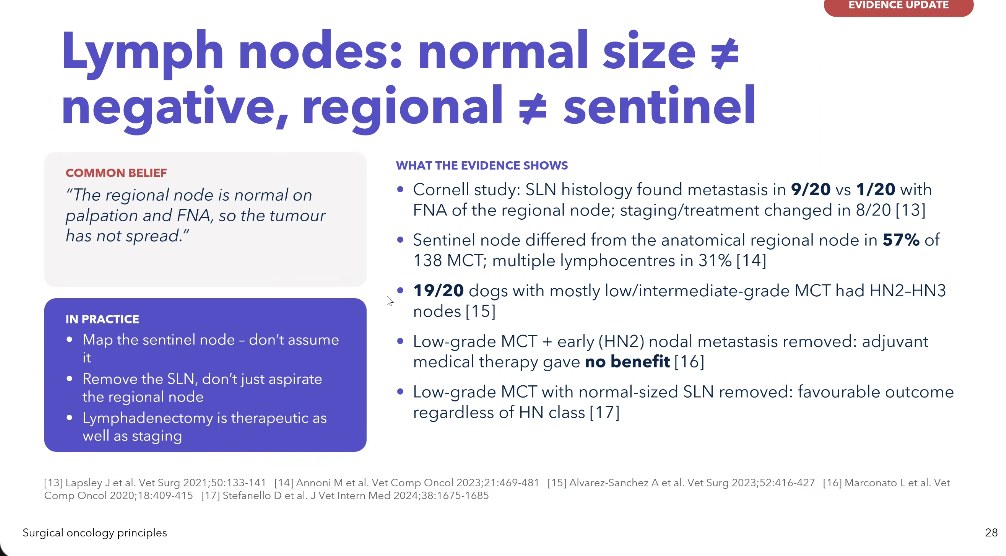 EVIDENCE UPDATE
Lymph nodes: normal size ≠
negative, regional ≠ sentinel
COMMON BELIEF
“The regional node is normal on
palpation and FNA, so the tumour
has not spread.”
IN PRACTICE
• Map the sentinel node – don’t assume
it
• Remove the SLN, don’t just aspirate
the regional node
• Lymphadenectomy is therapeutic as
well as staging
WHAT THE EVIDENCE SHOWS
• Cornell study: SLN histology found metastasis in 9/20 vs 1/20 with
FNA of the regional node; staging/treatment changed in 8/20 [13]
• Sentinel node differed from the anatomical regional node in 57% of
138 MCT; multiple lymphocentres in 31% [14]
• 19/20 dogs with mostly low/intermediate-grade MCT had HN2–HN3
nodes [15]
• Low-grade MCT + early (HN2) nodal metastasis removed: adjuvant
medical therapy gave no benefit [16]
• Low-grade MCT with normal-sized SLN removed: favourable outcome
regardless of HN class [17]
[13] Lapsley J et al. Vet Surg 2021;50:133-141 [14] Annoni M et al. Vet Comp Oncol 2023;21:469-481 [15] Alvarez-Sanchez A et al. Vet Surg 2023;52:416-427 [16] Marconato L et al. Vet
Comp Oncol 2020;18:409-415 [17] Stefanello D et al. J Vet Intern Med 2024;38:1675-1685
Surgical oncology principles
28